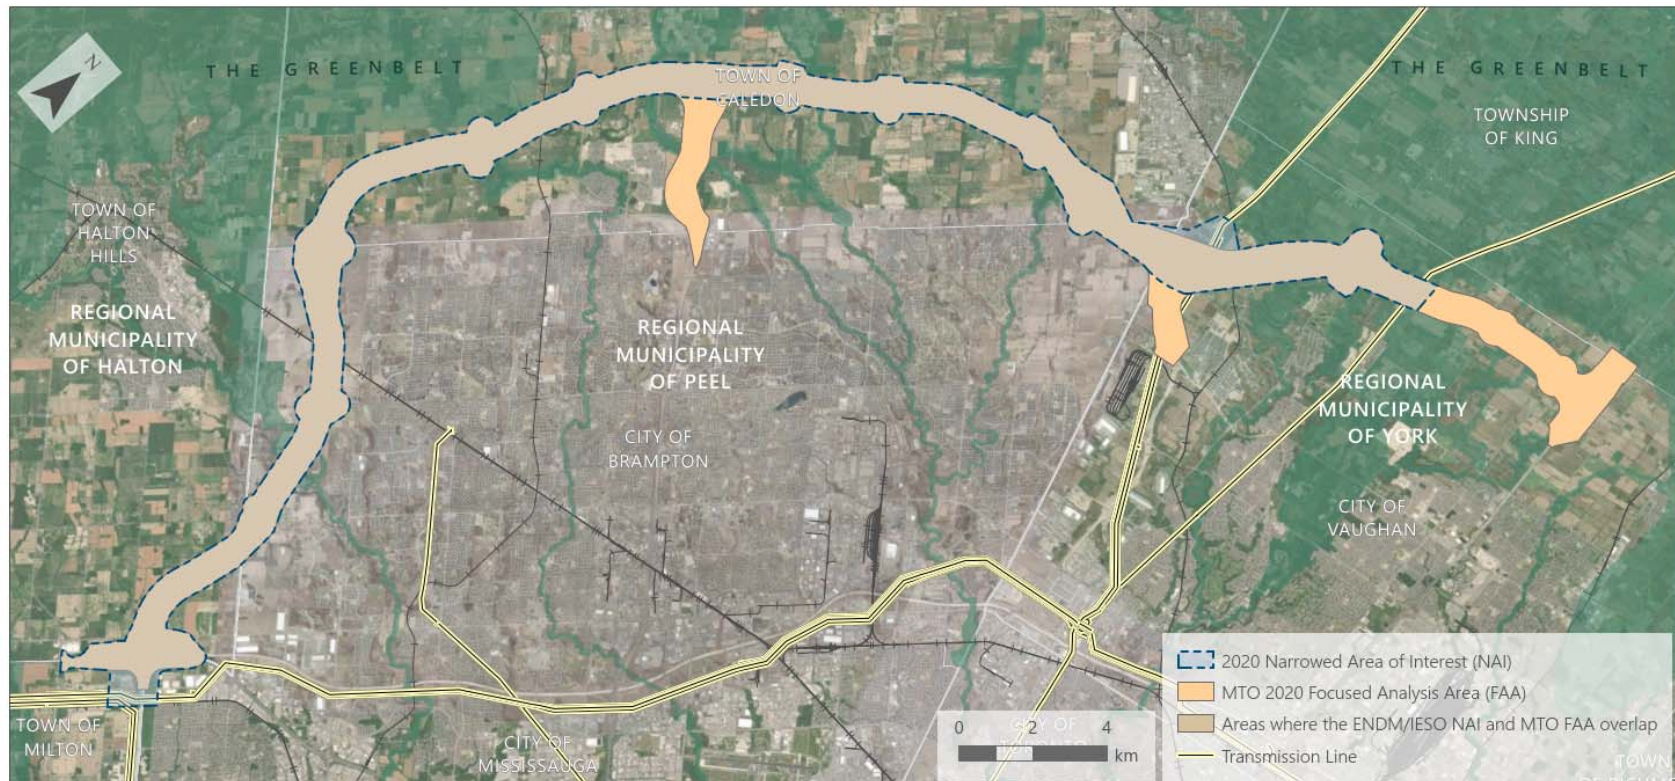 N
THE GREENBELT
TOWN OF
CALEDON
THE GREENBELT
TOWNSHIP
OF KING
TOWN OF
HALTON
HILLS
REGIONAL
MUNICIPALITY
OF HALTON
REGIONAL
MUNICIPALITY
OF PEEL
REGIONAL
MUNICIPALITY
OF YORK
CITY OF
BRAMPTON
CITY OF
VAUGHAN
TOWN OF
MILTON
CITY OF
MISSISSAUGA
CITY OF
0 2 4
km
2020 Narrowed Area of Interest (NAI)
MTO 2020 Focused Analysis Area (FAA)
Areas where the ENDM/IESO NAI and MTO FAA overlap
Transmission Line
TOWN